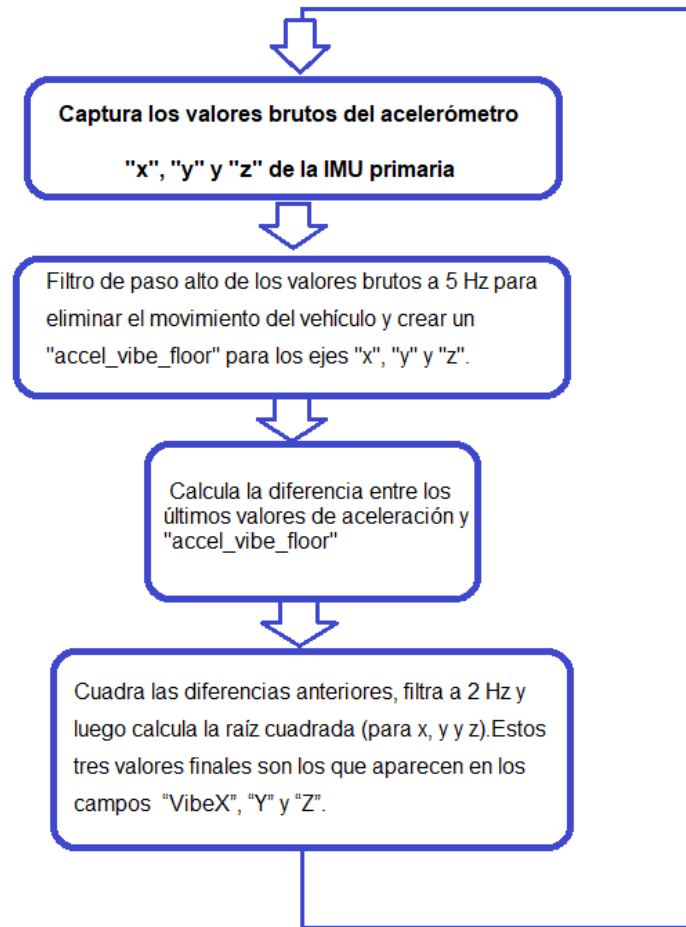 Captura los valores brutos del acelerómetro
"x", "y" y "z" de la IMU primaria
Filtro de paso alto de los valores brutos a 5 Hz para
eliminar el movimiento del vehículo y crear un
"accel_vibe_floor" para los ejes "x", "y" y "z".
Calcula la diferencia entre los
últimos valores de aceleración y
"accel_vibe_floor"
Cuadra las diferencias anteriores, filtra a 2 Hz y
luego calcula la raíz cuadrada (para x, y y z).Estos
tres valores finales son los que aparecen en los
campos “VibeX”, “Y” y “Z”.